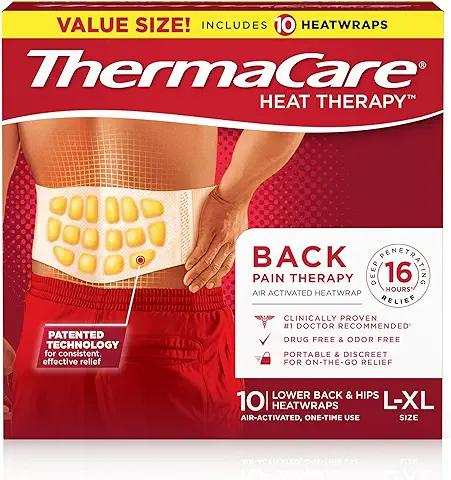 VALUE SIZE! INCLUDES 10 HEATWRAPS
ThermaCare®
HEAT THERAPY™
BACK
PAIN THERAPY
AIR ACTIVATED HEATWRAP
DEEP PENETRATING
16
HOURS*
RELIEF
CLINICALLY PROVEN
#1 DOCTOR RECOMMENDED†
DRUG FREE & ODOR FREE
PORTABLE & DISCREET
FOR ON-THE-GO RELIEF
PATENTED
TECHNOLOGY
for consistent,
effective relief
10 LOWER BACK & HIPS
HEATWRAPS
AIR-ACTIVATED, ONE-TIME USE
L-XL
SIZE